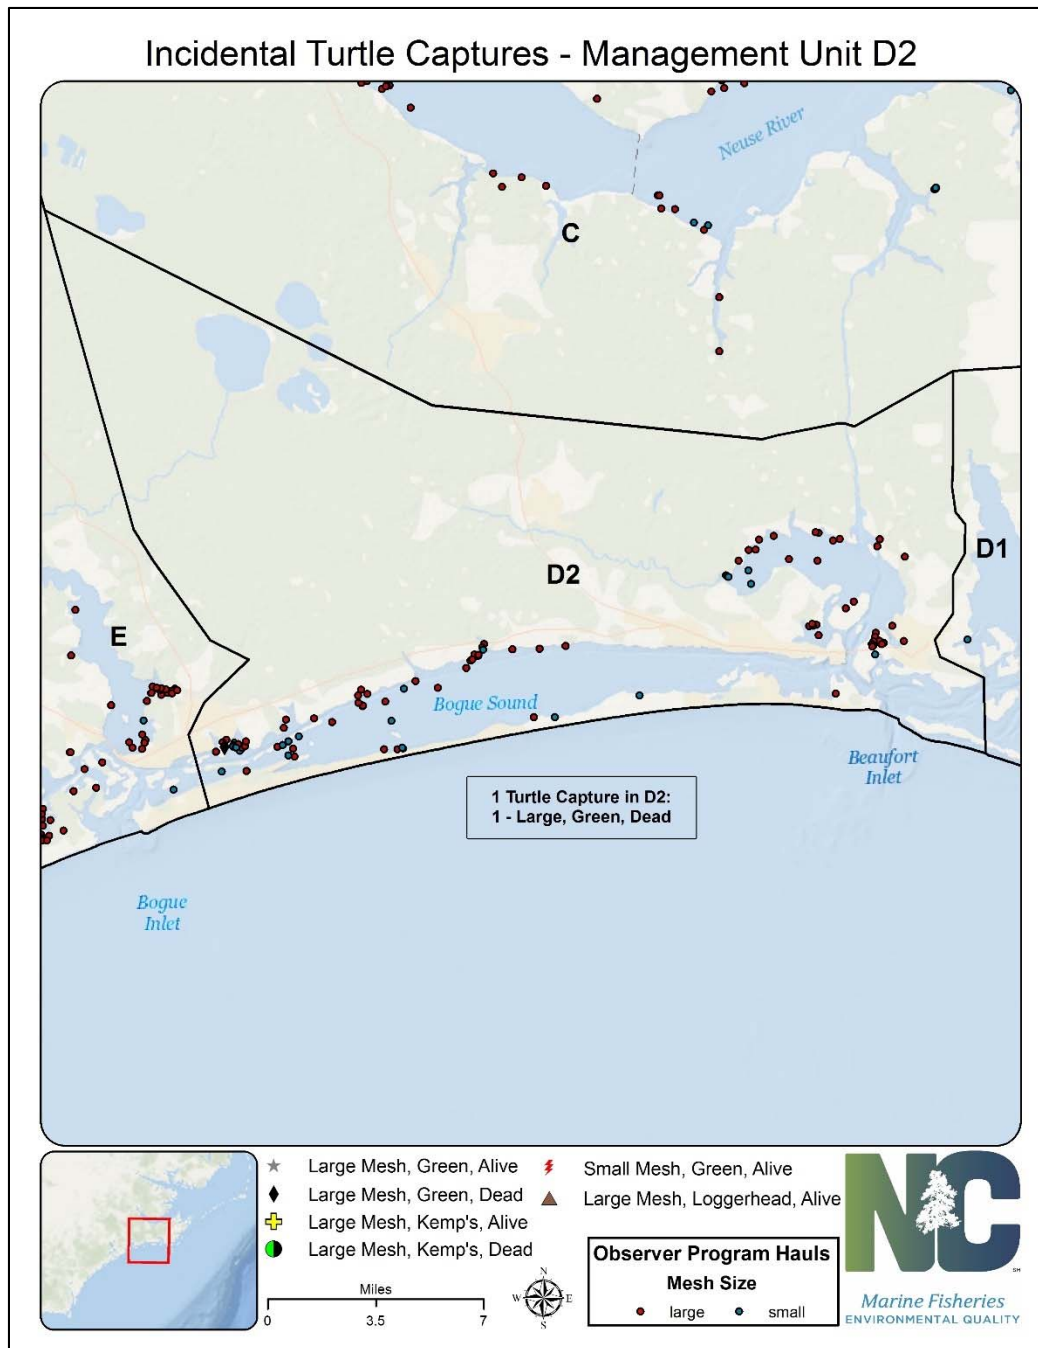 Incidental Turtle Captures - Management Unit D2
Neuse River
C
D1
D2
E
Bogue Sound
Beaufort
Inlet
1 Turtle Capture in D2:
1 - Large, Green, Dead
Bogue
Inlet
Large Mesh, Green, Alive
Large Mesh, Green, Dead
Large Mesh, Kemp's, Alive
Large Mesh, Kemp's, Dead
Small Mesh, Green, Alive
Large Mesh, Loggerhead, Alive
Miles
0 3.5 7
N
W E
S
Observer Program Hauls
Mesh Size
large small
NC
SM
Marine Fisheries
ENVIRONMENTAL QUALITY